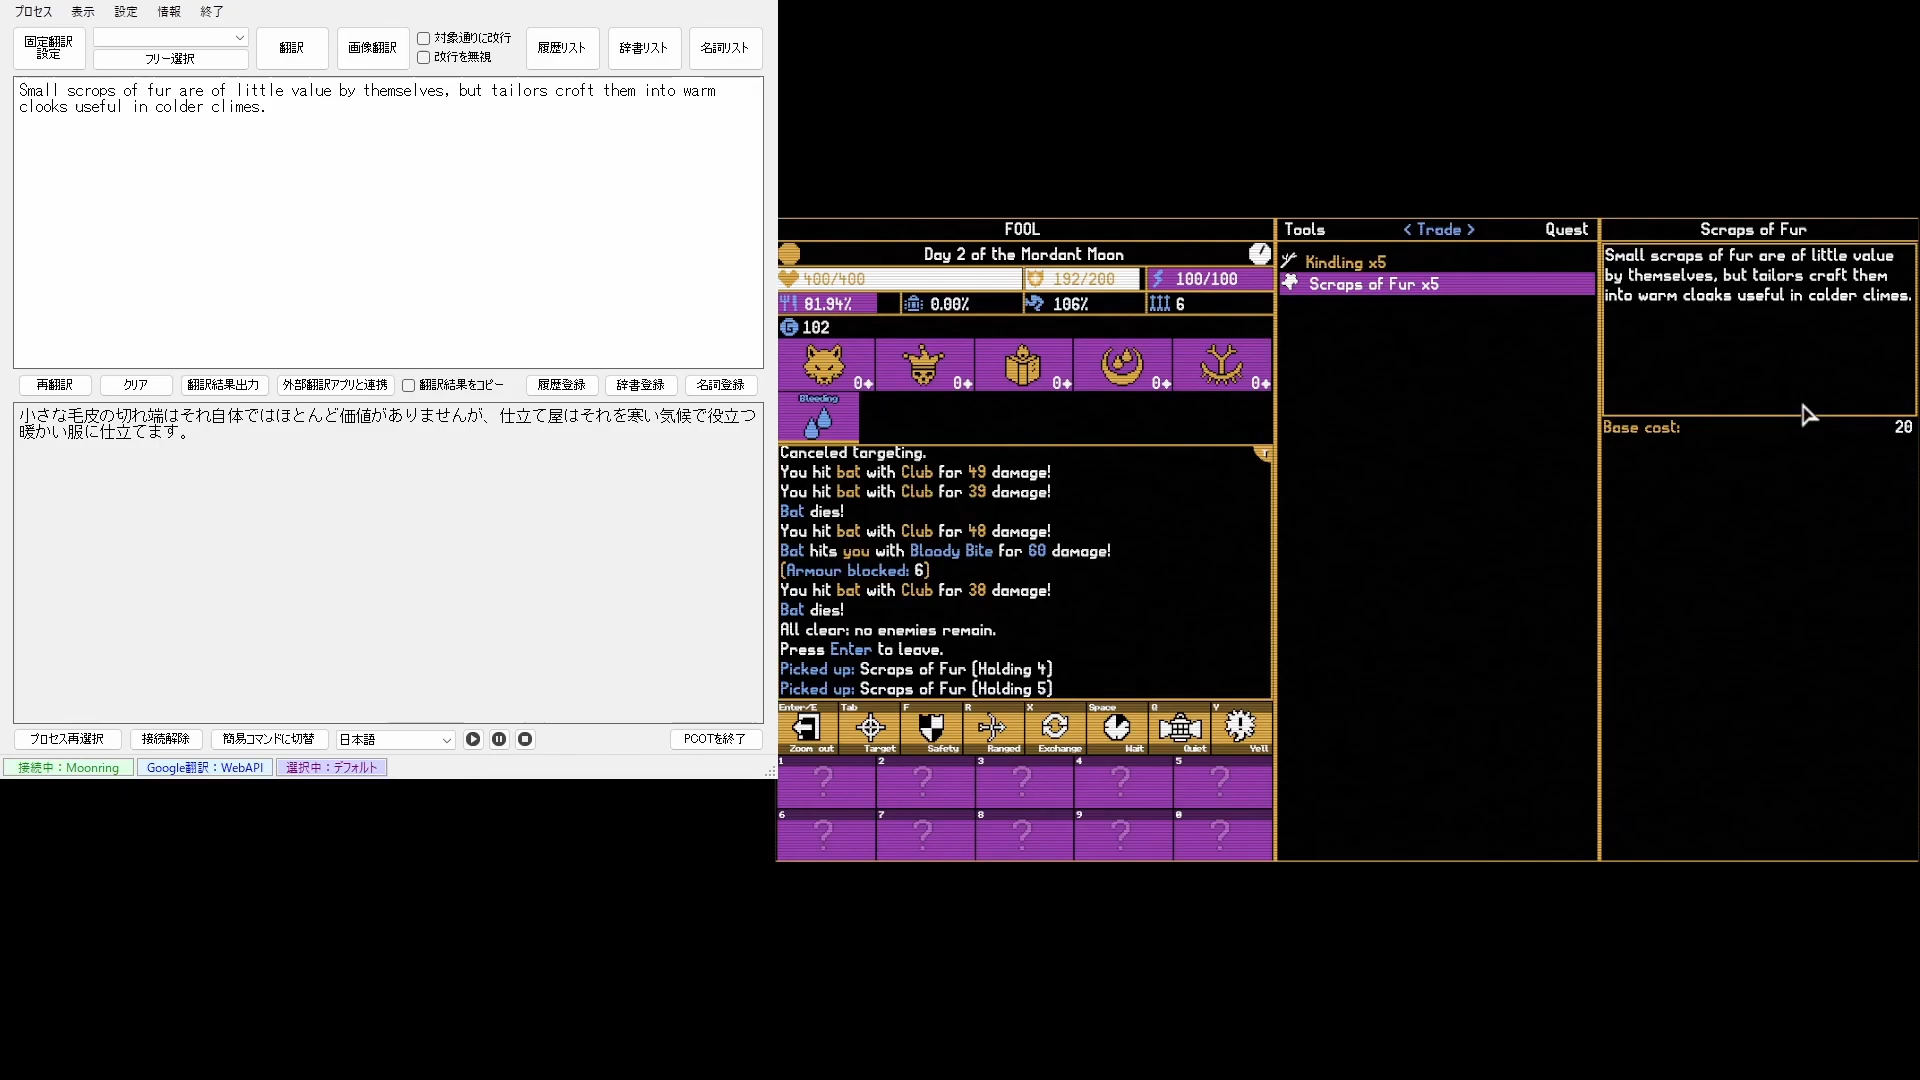 プロセス 表示 設定 情報 終了
固定翻訳
設定
フリー選択
翻訳
画像翻訳
対象通りに改行
改行を無視
履歴リスト
辞書リスト
名詞リスト
Small scrops of fur are of little value by themselves, but tailors croft them into warm
clooks useful in colder climes.
再翻訳 クリア 翻訳結果出力 外部翻訳アプリと連携 翻訳結果をコピー 履歴登録 辞書登録 名詞登録
小さな毛皮の切れ端はそれ自体ではほとんど価値がありませんが、仕立て屋はそれを寒い気候で役立つ
暖かい服に仕立てます。
プロセス再選択 接続解除 簡易コマンドに切替 日本語 PCOTを終了
接続中：Moonring Google翻訳：WebAPI 選択中：デフォルト
FOOL
Day 2 of the Mordant Moon
400/400 192/200 100/100
81.94% 0.00% 106% 6
102
0+ 0+ 0+ 0+ 0+
Bleeding
Canceled targeting.
You hit bat with Club for 49 damage!
You hit bat with Club for 39 damage!
Bat dies!
You hit bat with Club for 48 damage!
Bat hits you with Bloody Bite for 60 damage!
(Armour blocked: 6)
You hit bat with Club for 38 damage!
Bat dies!
All clear: no enemies remain.
Press Enter to leave.
Picked up: Scraps of Fur (Holding 4)
Picked up: Scraps of Fur (Holding 5)
Enter/E Tab F R X Space Q Y
Zoom out Target Safety Ranged Exchange Wait Quiet Yell
1 2 3 4 5
? ? ? ? ?
6 7 8 9 0
? ? ? ? ?
Tools < Trade > Quest
Kindling x5
Scraps of Fur x5
Scraps of Fur
Small scraps of fur are of little value
by themselves, but tailors craft them
into warm cloaks useful in colder climes.
Base cost: 20